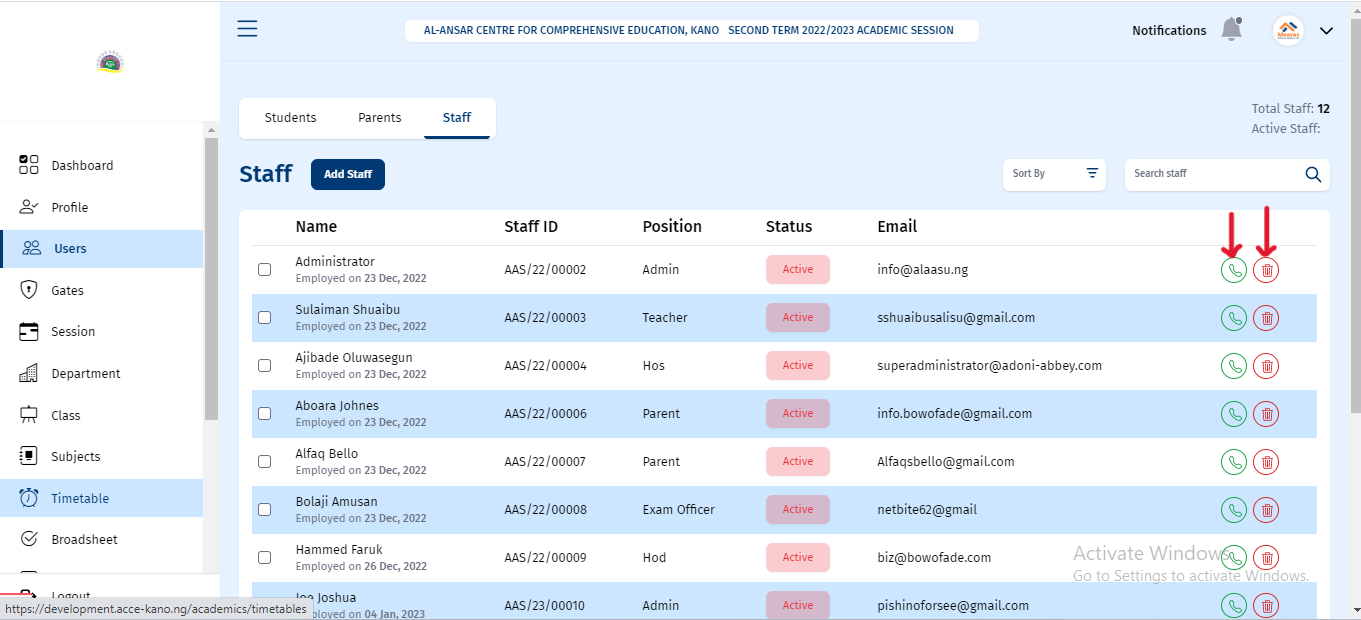 AL-ANSAR CENTRE FOR COMPREHENSIVE EDUCATION, KANO SECOND TERM 2022/2023 ACADEMIC SESSION
Notifications
Students Parents Staff
Total Staff: 12
Active Staff:
Staff
Add Staff
Sort By
Search staff
Dashboard
Profile
Users
Gates
Session
Department
Class
Subjects
Timetable
Broadsheet
Logout
https://development.acce-kano.ng/academics/timetables
Name Staff ID Position Status Email
Administrator
Employed on 23 Dec, 2022
AAS/22/00002 Admin Active info@alaasu.ng
Sulaiman Shuaibu
Employed on 23 Dec, 2022
AAS/22/00003 Teacher Active sshuaibusalisu@gmail.com
Ajibade Oluwasegun
Employed on 23 Dec, 2022
AAS/22/00004 Hos Active superadministrator@adoni-abbey.com
Aboara Johnes
Employed on 23 Dec, 2022
AAS/22/00006 Parent Active info.bowofade@gmail.com
Alfaq Bello
Employed on 23 Dec, 2022
AAS/22/00007 Parent Active Alfaqsbello@gmail.com
Bolaji Amusan
Employed on 23 Dec, 2022
AAS/22/00008 Exam Officer Active netbite62@gmail
Hammed Faruk
Employed on 26 Dec, 2022
AAS/22/00009 Hod Active biz@bowofade.com
Joshua
ployed on 04 Jan, 2023
AAS/23/00010 Admin Active pishinoforsee@gmail.com
Activate Windows
Go to Settings to activate Windows.